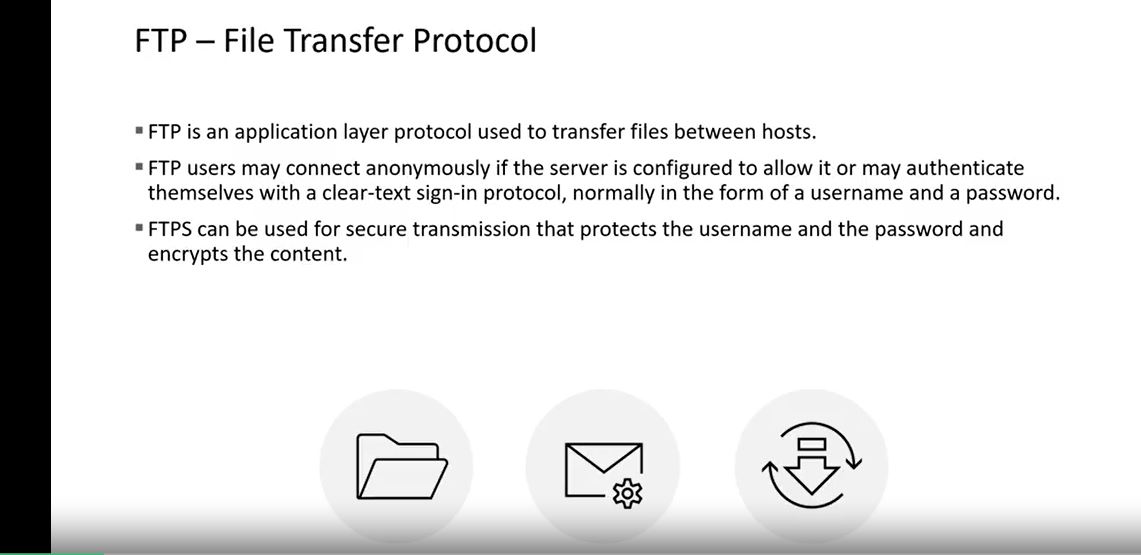 FTP – File Transfer Protocol
▪ FTP is an application layer protocol used to transfer files between hosts.
▪ FTP users may connect anonymously if the server is configured to allow it or may authenticate
themselves with a clear-text sign-in protocol, normally in the form of a username and a password.
▪ FTPS can be used for secure transmission that protects the username and the password and
encrypts the content.